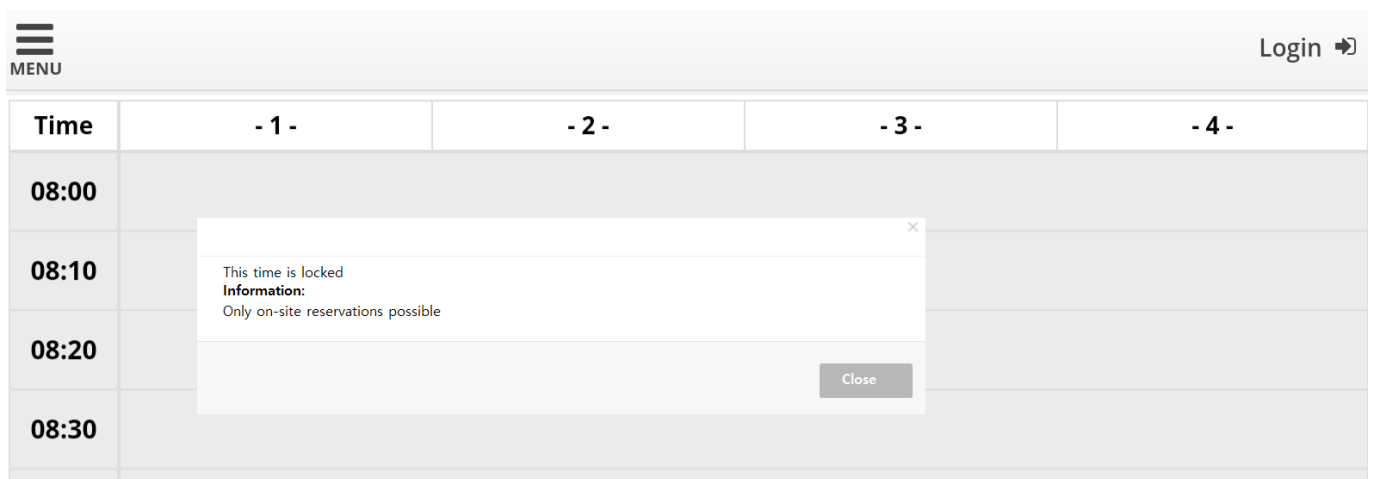 MENU
Login
Time - 1 - - 2 - - 3 - - 4 -
08:00
×
08:10
This time is locked
Information:
Only on-site reservations possible
08:20
Close
08:30